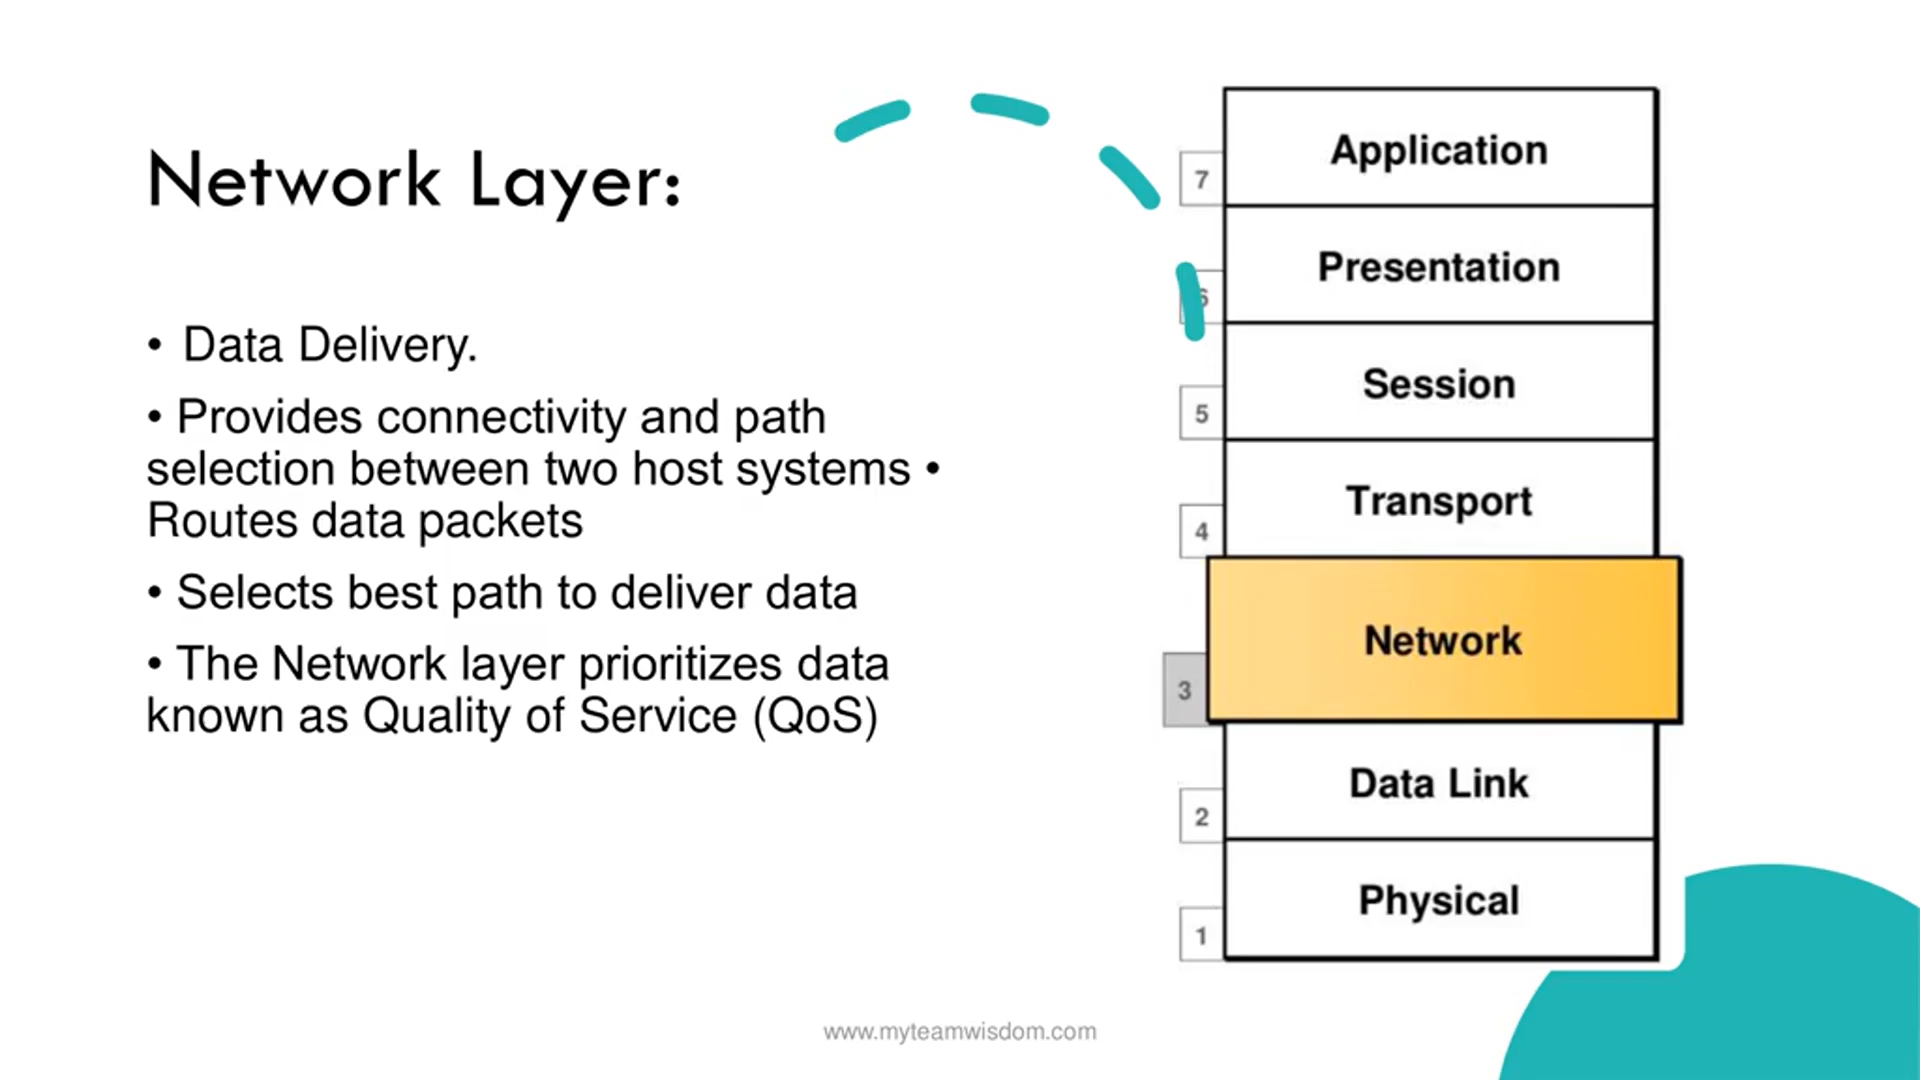 Network Layer:
• Data Delivery.
• Provides connectivity and path
selection between two host systems •
Routes data packets
• Selects best path to deliver data
• The Network layer prioritizes data
known as Quality of Service (QoS)
Application
7
Presentation
6
Session
5
Transport
4
Network
3
Data Link
2
Physical
1
www.myteamwisdom.com